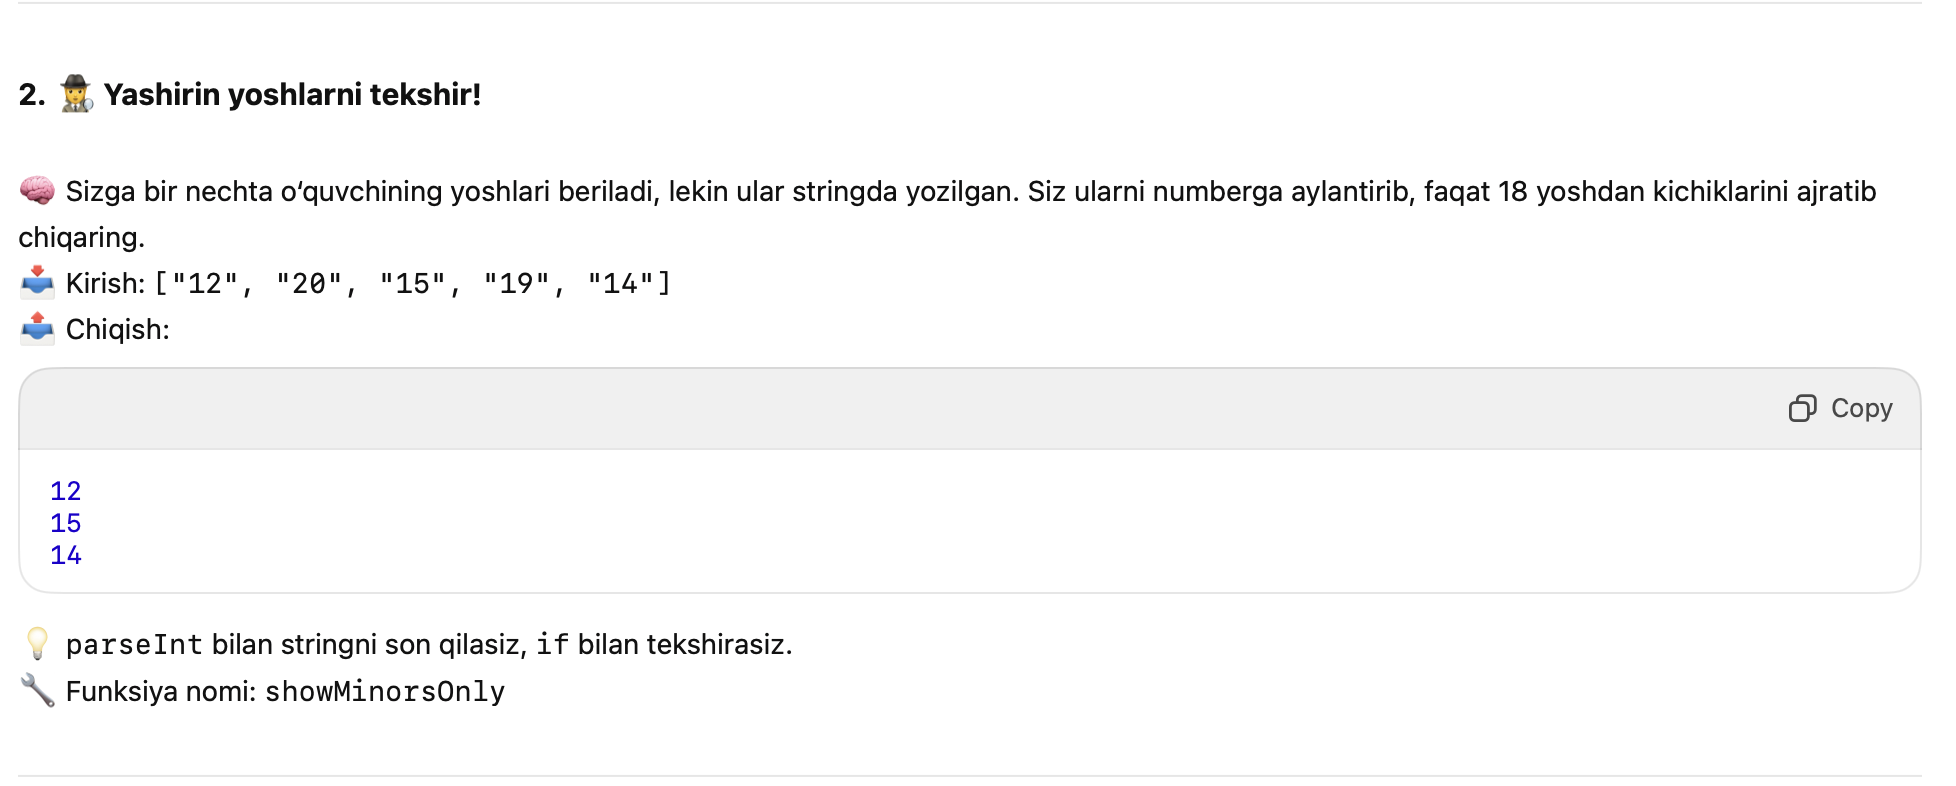 2. 🕵️ Yashirin yoshlarni tekshir!
🧠 Sizga bir nechta o‘quvchining yoshlari beriladi, lekin ular stringda yozilgan. Siz ularni numberga aylantirib, faqat 18 yoshdan kichiklarini ajratib
chiqaring.
📥 Kirish: ["12", "20", "15", "19", "14"]
📤 Chiqish:
Copy
12
15
14
💡 parseInt bilan stringni son qilasiz, if bilan tekshirasiz.
🔧 Funksiya nomi: showMinorsOnly